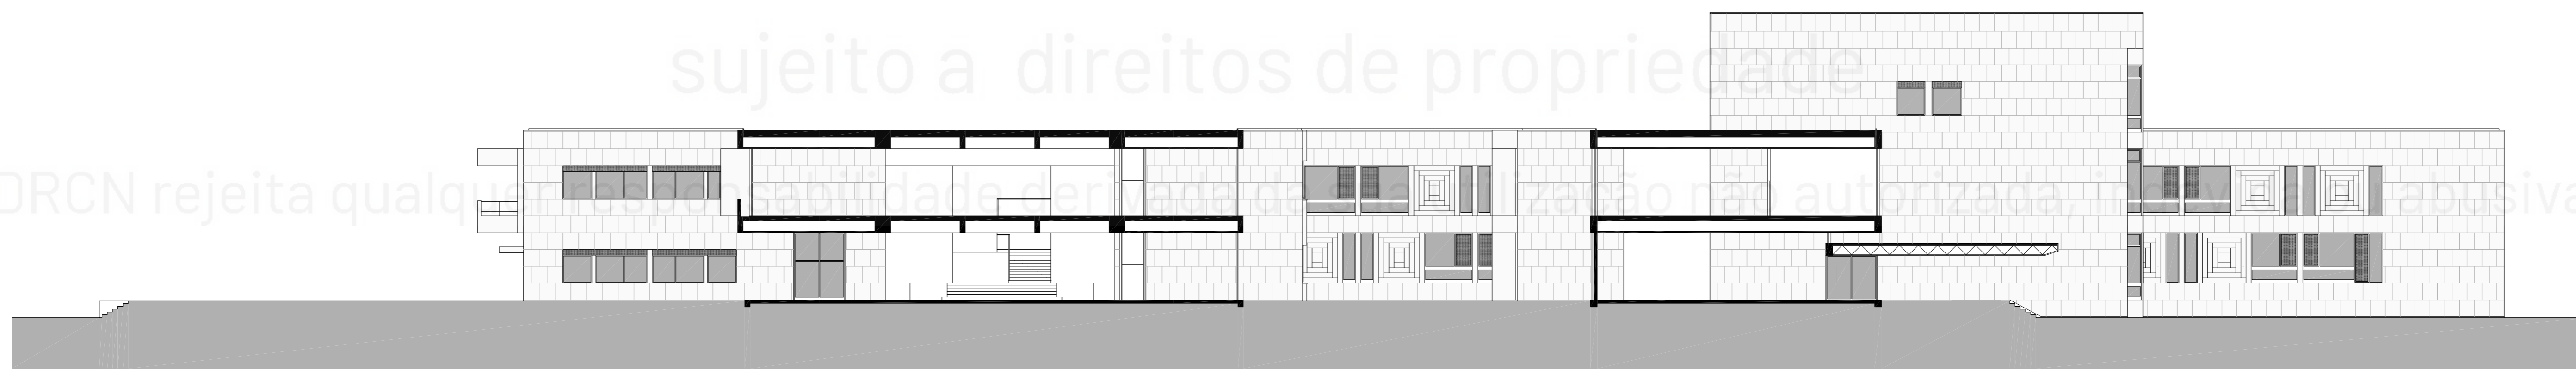 sujeito a direitos de propriedade
DRCN rejeita qualquer responsabilidade derivada da sua utilização não autorizada, indevida ou abusiva